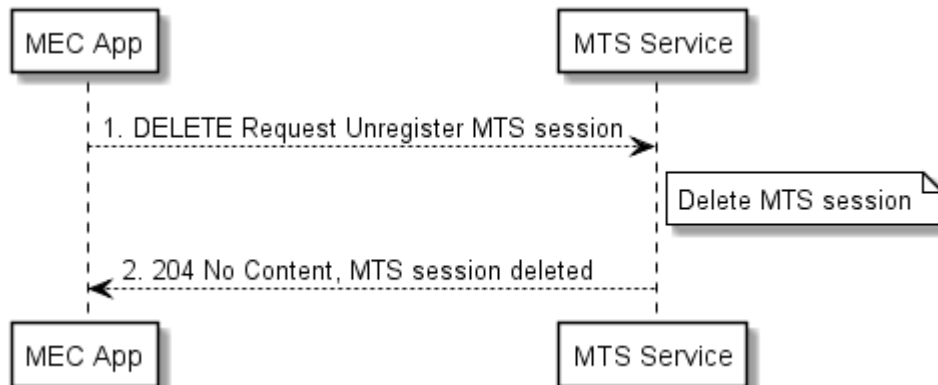 MEC App
MTS Service
1. DELETE Request Unregister MTS session
Delete MTS session
2. 204 No Content, MTS session deleted
MEC App
MTS Service